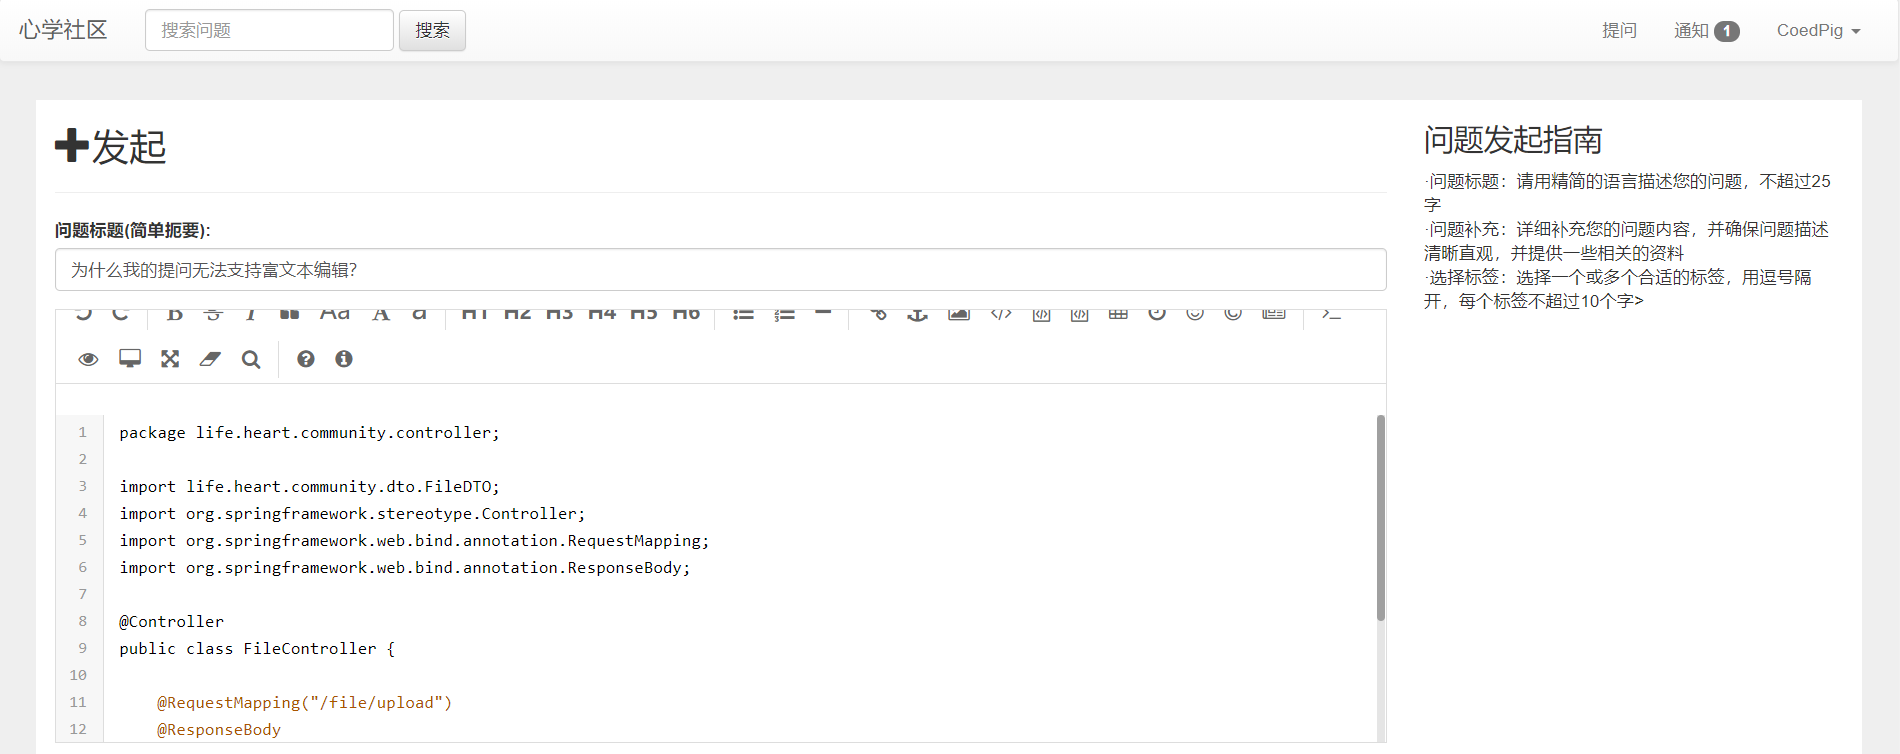 心学社区
搜索问题
搜索
提问
通知 1
CoedPig
发起
问题标题(简单扼要):
为什么我的提问无法支持富文本编辑?
B S I Aa A a H1 H2 H3 H4 H5 H6
1 package life.heart.community.controller;
2
3 import life.heart.community.dto.FileDTO;
4 import org.springframework.stereotype.Controller;
5 import org.springframework.web.bind.annotation.RequestMapping;
6 import org.springframework.web.bind.annotation.ResponseBody;
7
8 @Controller
9 public class FileController {
10
11 @RequestMapping("/file/upload")
12 @ResponseBody
问题发起指南
·问题标题：请用精简的语言描述您的问题，不超过25
字
·问题补充：详细补充您的问题内容，并确保问题描述
清晰直观，并提供一些相关的资料
·选择标签：选择一个或多个合适的标签，用逗号隔
开，每个标签不超过10个字>